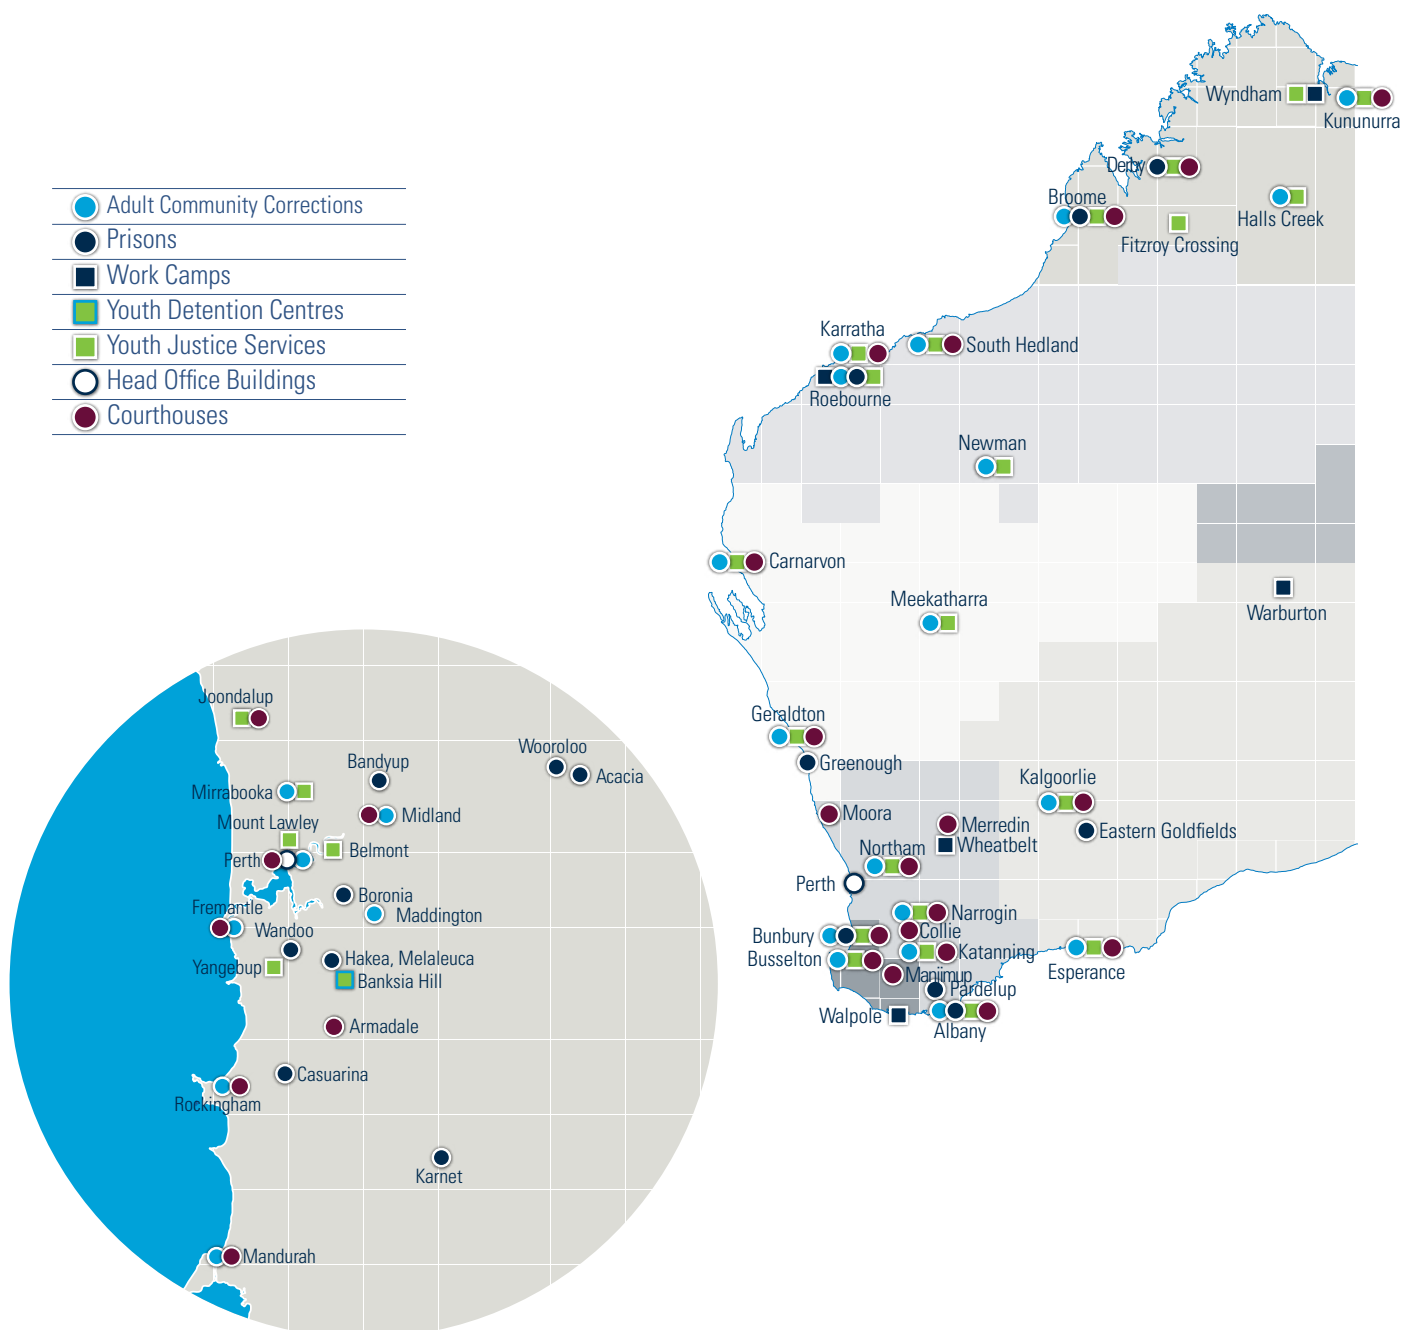 Adult Community Corrections
Prisons
Work Camps
Youth Detention Centres
Youth Justice Services
Head Office Buildings
Courthouses
Wyndham
Kununurra
Derby
Broome
Halls Creek
Fitzroy Crossing
Karratha
South Hedland
Roebourne
Newman
Carnarvon
Meekatharra
Warburton
Geraldton
Greenough
Kalgoorlie
Moora
Merredin
Eastern Goldfields
Wheatbelt
Northam
Perth
Narrogin
Collie
Bunbury
Katanning
Busselton
Esperance
Manjimup
Pardelup
Walpole
Albany
Joondalup
Wooroloo
Bandyup
Acacia
Mirrabooka
Midland
Mount Lawley
Belmont
Perth
Boronia
Fremantle
Maddington
Wandoo
Hakea, Melaleuca
Yangebup
Banksia Hill
Armadale
Casuarina
Rockingham
Karnet
Mandurah